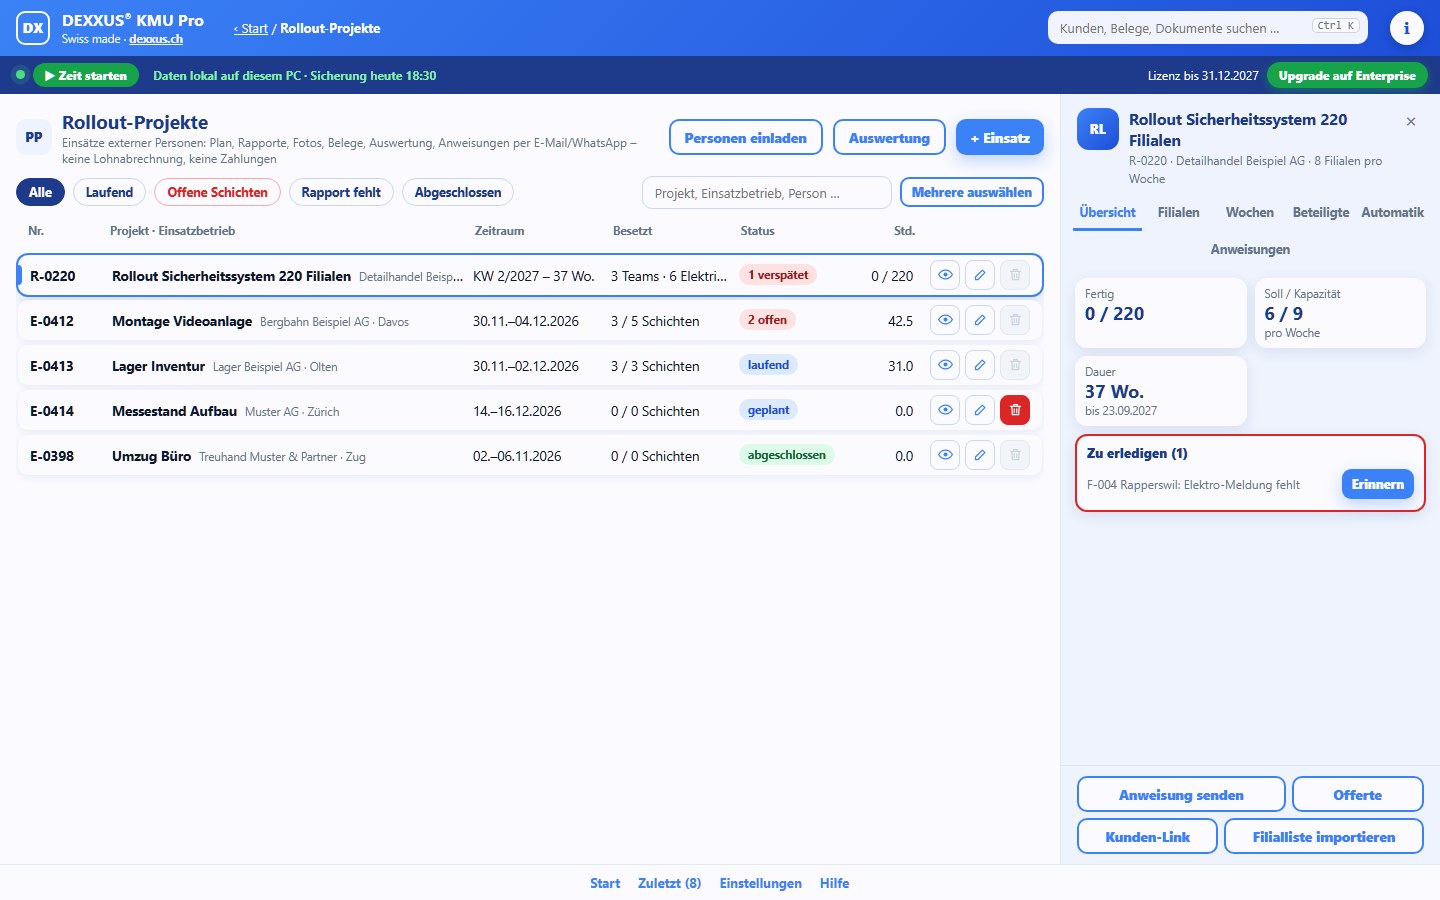 DX
DEXXUS® KMU Pro
Swiss made · dexxus.ch
‹ Start / Rollout-Projekte
Kunden, Belege, Dokumente suchen ...
Ctrl K
i
▶ Zeit starten
Daten lokal auf diesem PC · Sicherung heute 18:30
Lizenz bis 31.12.2027
Upgrade auf Enterprise
PP
Rollout-Projekte
Einsätze externer Personen: Plan, Rapporte, Fotos, Belege, Auswertung, Anweisungen per E-Mail/WhatsApp –
keine Lohnabrechnung, keine Zahlungen
Personen einladen
Auswertung
+ Einsatz
Alle
Laufend
Offene Schichten
Rapport fehlt
Abgeschlossen
Projekt, Einsatzbetrieb, Person ...
Mehrere auswählen
Nr. Projekt · Einsatzbetrieb Zeitraum Besetzt Status Std.
R-0220 Rollout Sicherheitssystem 220 Filialen Detailhandel Beisp... KW 2/2027 – 37 Wo. 3 Teams · 6 Elektri... 1 verspätet 0 / 220
E-0412 Montage Videoanlage Bergbahn Beispiel AG · Davos 30.11.–04.12.2026 3 / 5 Schichten 2 offen 42.5
E-0413 Lager Inventur Lager Beispiel AG · Olten 30.11.–02.12.2026 3 / 3 Schichten laufend 31.0
E-0414 Messestand Aufbau Muster AG · Zürich 14.–16.12.2026 0 / 0 Schichten geplant 0.0
E-0398 Umzug Büro Treuhand Muster & Partner · Zug 02.–06.11.2026 0 / 0 Schichten abgeschlossen 0.0
RL
Rollout Sicherheitssystem 220
Filialen
×
R-0220 · Detailhandel Beispiel AG · 8 Filialen pro
Woche
Übersicht Filialen Wochen Beteiligte Automatik
Anweisungen
Fertig
0 / 220
Soll / Kapazität
6 / 9
pro Woche
Dauer
37 Wo.
bis 23.09.2027
Zu erledigen (1)
F-004 Rapperswil: Elektro-Meldung fehlt
Erinnern
Anweisung senden
Offerte
Kunden-Link
Filialliste importieren
Start Zuletzt (8) Einstellungen Hilfe